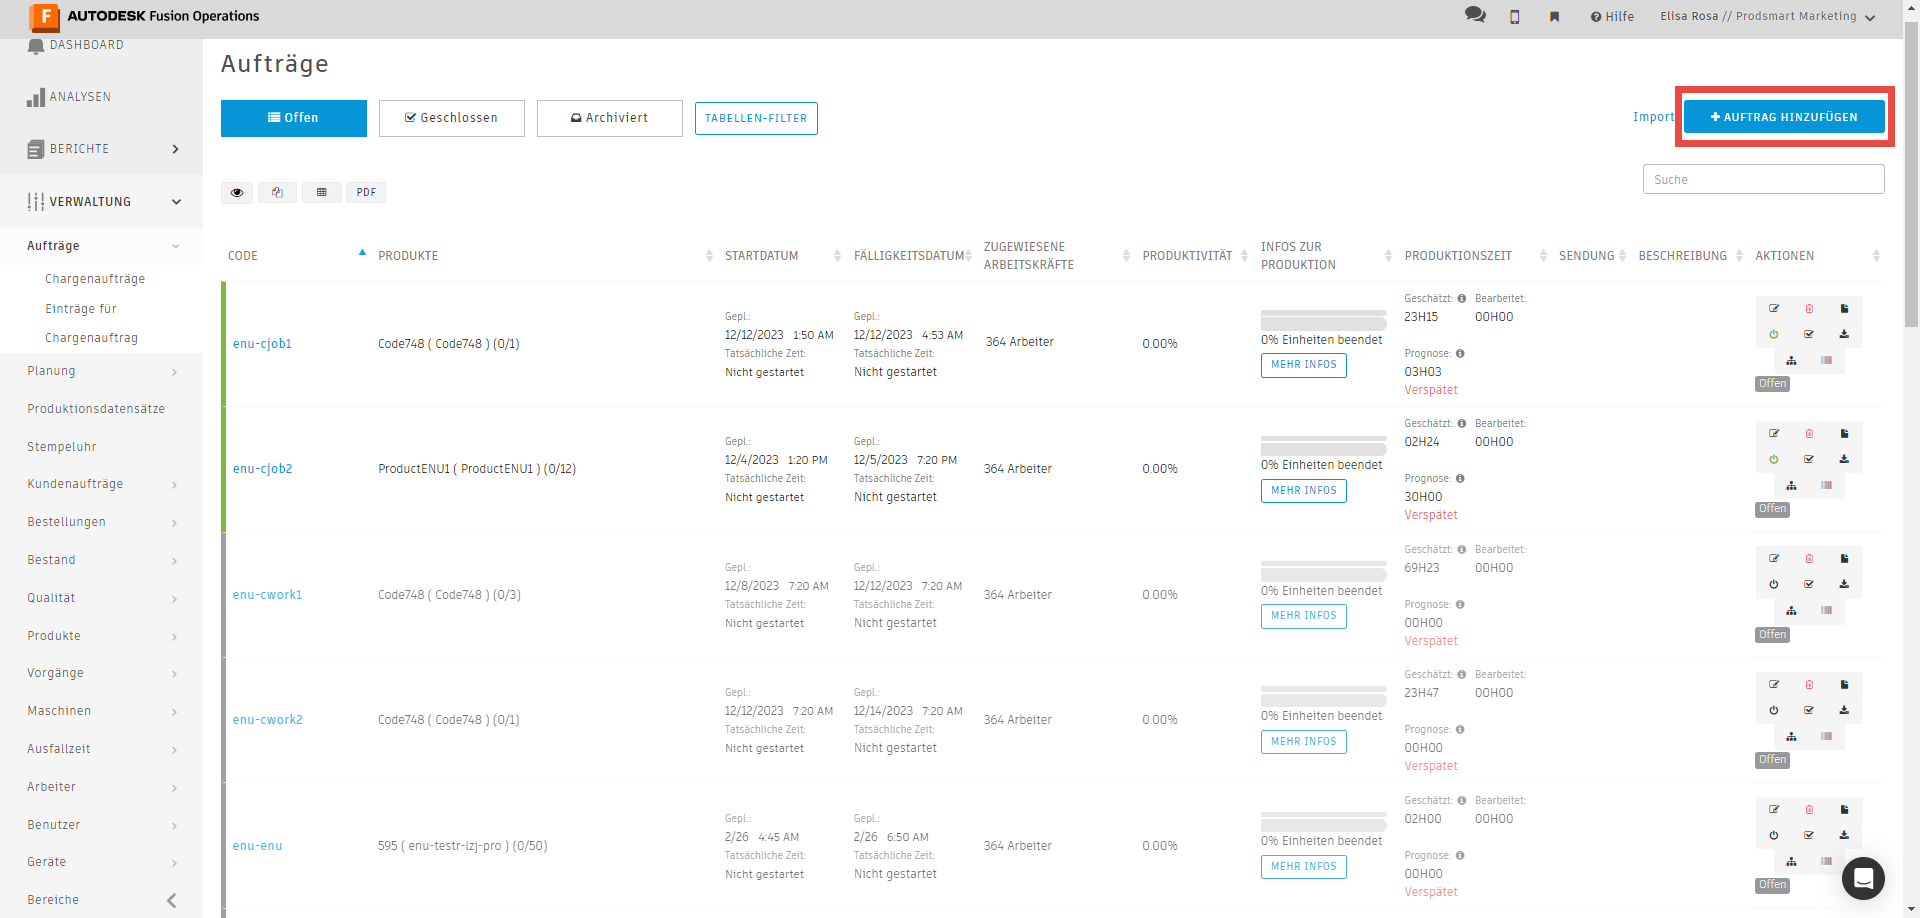 AUTODESK Fusion Operations
Hilfe
Elisa Rosa // Prodsmart Marketing
DASHBOARD
ANALYSEN
BERICHTE
VERWALTUNG
Aufträge
Chargenaufträge
Einträge für
Chargenauftrag
Planung
Produktionsdatensätze
Stempeluhr
Kundenaufträge
Bestellungen
Bestand
Qualität
Produkte
Vorgänge
Maschinen
Ausfallzeit
Arbeiter
Benutzer
Geräte
Bereiche
Aufträge
Offen
Geschlossen
Archiviert
TABELLEN-FILTER
Import
+ AUFTRAG HINZUFÜGEN
PDF
Suche
CODE PRODUKTE STARTDATUM FÄLLIGKEITSDATUM ZUGEWIESENE ARBEITSKRÄFTE PRODUKTIVITÄT INFOS ZUR PRODUKTION PRODUKTIONSZEIT SENDUNG BESCHREIBUNG AKTIONEN
enu-cjob1
Code748 ( Code748 ) (0/1)
Gepl.:
12/12/2023 1:50 AM
Tatsächliche Zeit:
Nicht gestartet
Gepl.:
12/12/2023 4:53 AM
Tatsächliche Zeit:
Nicht gestartet
364 Arbeiter
0.00%
0% Einheiten beendet
MEHR INFOS
Geschätzt: Bearbeitet:
23H15 00H00
Prognose:
03H03
Verspätet
Offen
enu-cjob2
ProductENU1 ( ProductENU1 ) (0/12)
Gepl.:
12/4/2023 1:20 PM
Tatsächliche Zeit:
Nicht gestartet
Gepl.:
12/5/2023 7:20 PM
Tatsächliche Zeit:
Nicht gestartet
364 Arbeiter
0.00%
0% Einheiten beendet
MEHR INFOS
Geschätzt: Bearbeitet:
02H24 00H00
Prognose:
30H00
Verspätet
Offen
enu-cwork1
Code748 ( Code748 ) (0/3)
Gepl.:
12/8/2023 7:20 AM
Tatsächliche Zeit:
Nicht gestartet
Gepl.:
12/12/2023 7:20 AM
Tatsächliche Zeit:
Nicht gestartet
364 Arbeiter
0.00%
0% Einheiten beendet
MEHR INFOS
Geschätzt: Bearbeitet:
69H23 00H00
Prognose:
00H00
Verspätet
Offen
enu-cwork2
Code748 ( Code748 ) (0/1)
Gepl.:
12/12/2023 7:20 AM
Tatsächliche Zeit:
Nicht gestartet
Gepl.:
12/14/2023 7:20 AM
Tatsächliche Zeit:
Nicht gestartet
364 Arbeiter
0.00%
0% Einheiten beendet
MEHR INFOS
Geschätzt: Bearbeitet:
23H47 00H00
Prognose:
00H00
Verspätet
Offen
enu-enu
595 ( enu-testr-lzj-pro ) (0/50)
Gepl.:
2/26 4:45 AM
Tatsächliche Zeit:
Nicht gestartet
Gepl.:
2/26 6:50 AM
Tatsächliche Zeit:
Nicht gestartet
364 Arbeiter
0.00%
0% Einheiten beendet
MEHR INFOS
Geschätzt: Bearbeitet:
02H00 00H00
Prognose:
00H00
Verspätet
Offen